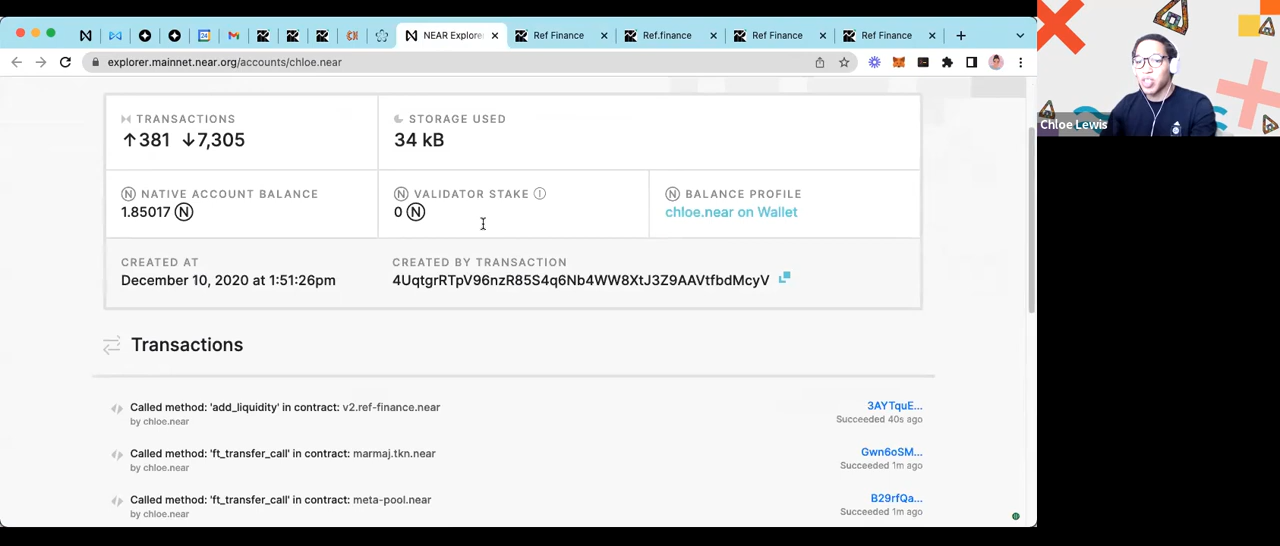 NEAR Explore
Ref Finance
Ref.finance
Ref Finance
Ref Finance
explorer.mainnet.near.org/accounts/chloe.near
Chloe Lewis
TRANSACTIONS
↑381 ↓7,305
STORAGE USED
34 kB
NATIVE ACCOUNT BALANCE
1.85017 N
VALIDATOR STAKE
0 N
BALANCE PROFILE
chloe.near on Wallet
CREATED AT
December 10, 2020 at 1:51:26pm
CREATED BY TRANSACTION
4UqtgrRTpV96nzR85S4q6Nb4WW8XtJ3Z9AAVtfbdMcyV
Transactions
Called method: 'add_liquidity' in contract: v2.ref-finance.near
by chloe.near
3AYTquE...
Succeeded 40s ago
Called method: 'ft_transfer_call' in contract: marmaj.tkn.near
by chloe.near
Gwn6oSM...
Succeeded 1m ago
Called method: 'ft_transfer_call' in contract: meta-pool.near
by chloe.near
B29rfQa...
Succeeded 1m ago